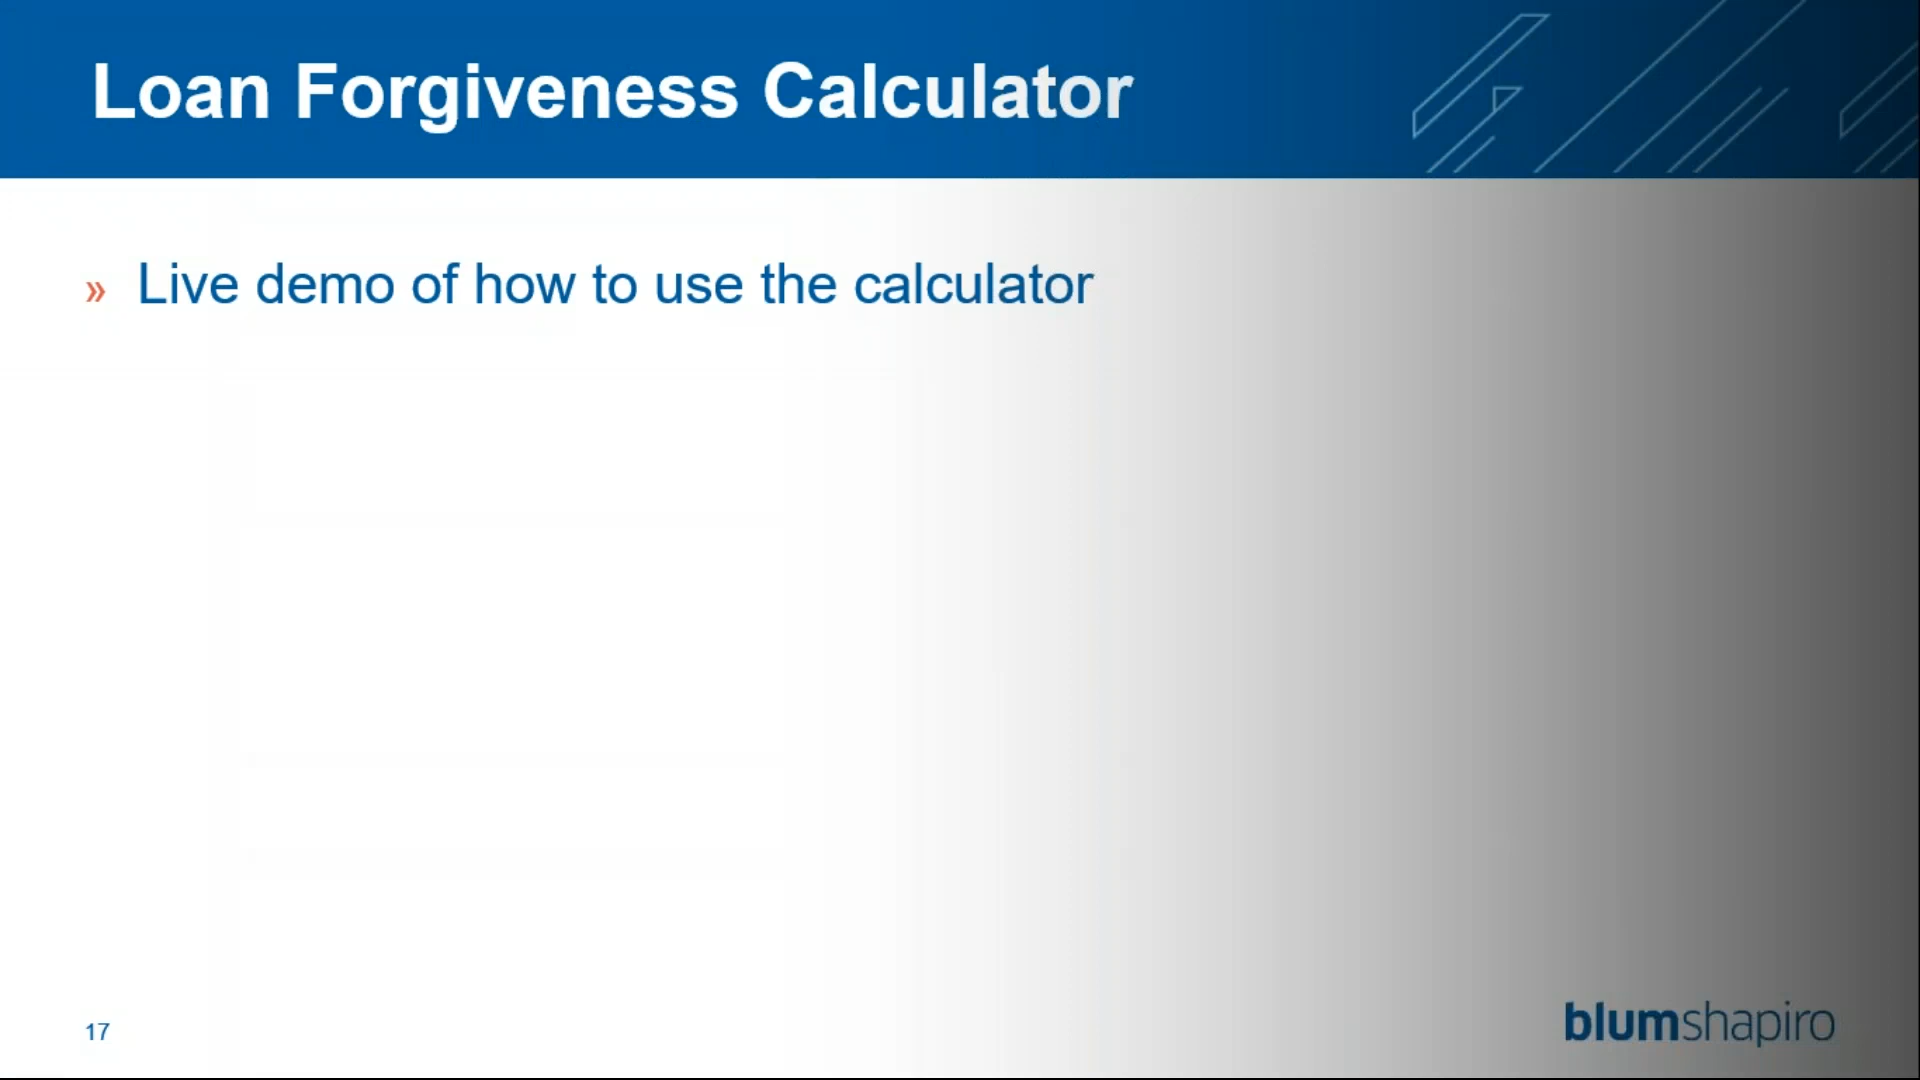 Loan Forgiveness Calculator
» Live demo of how to use the calculator
17
blumshapiro